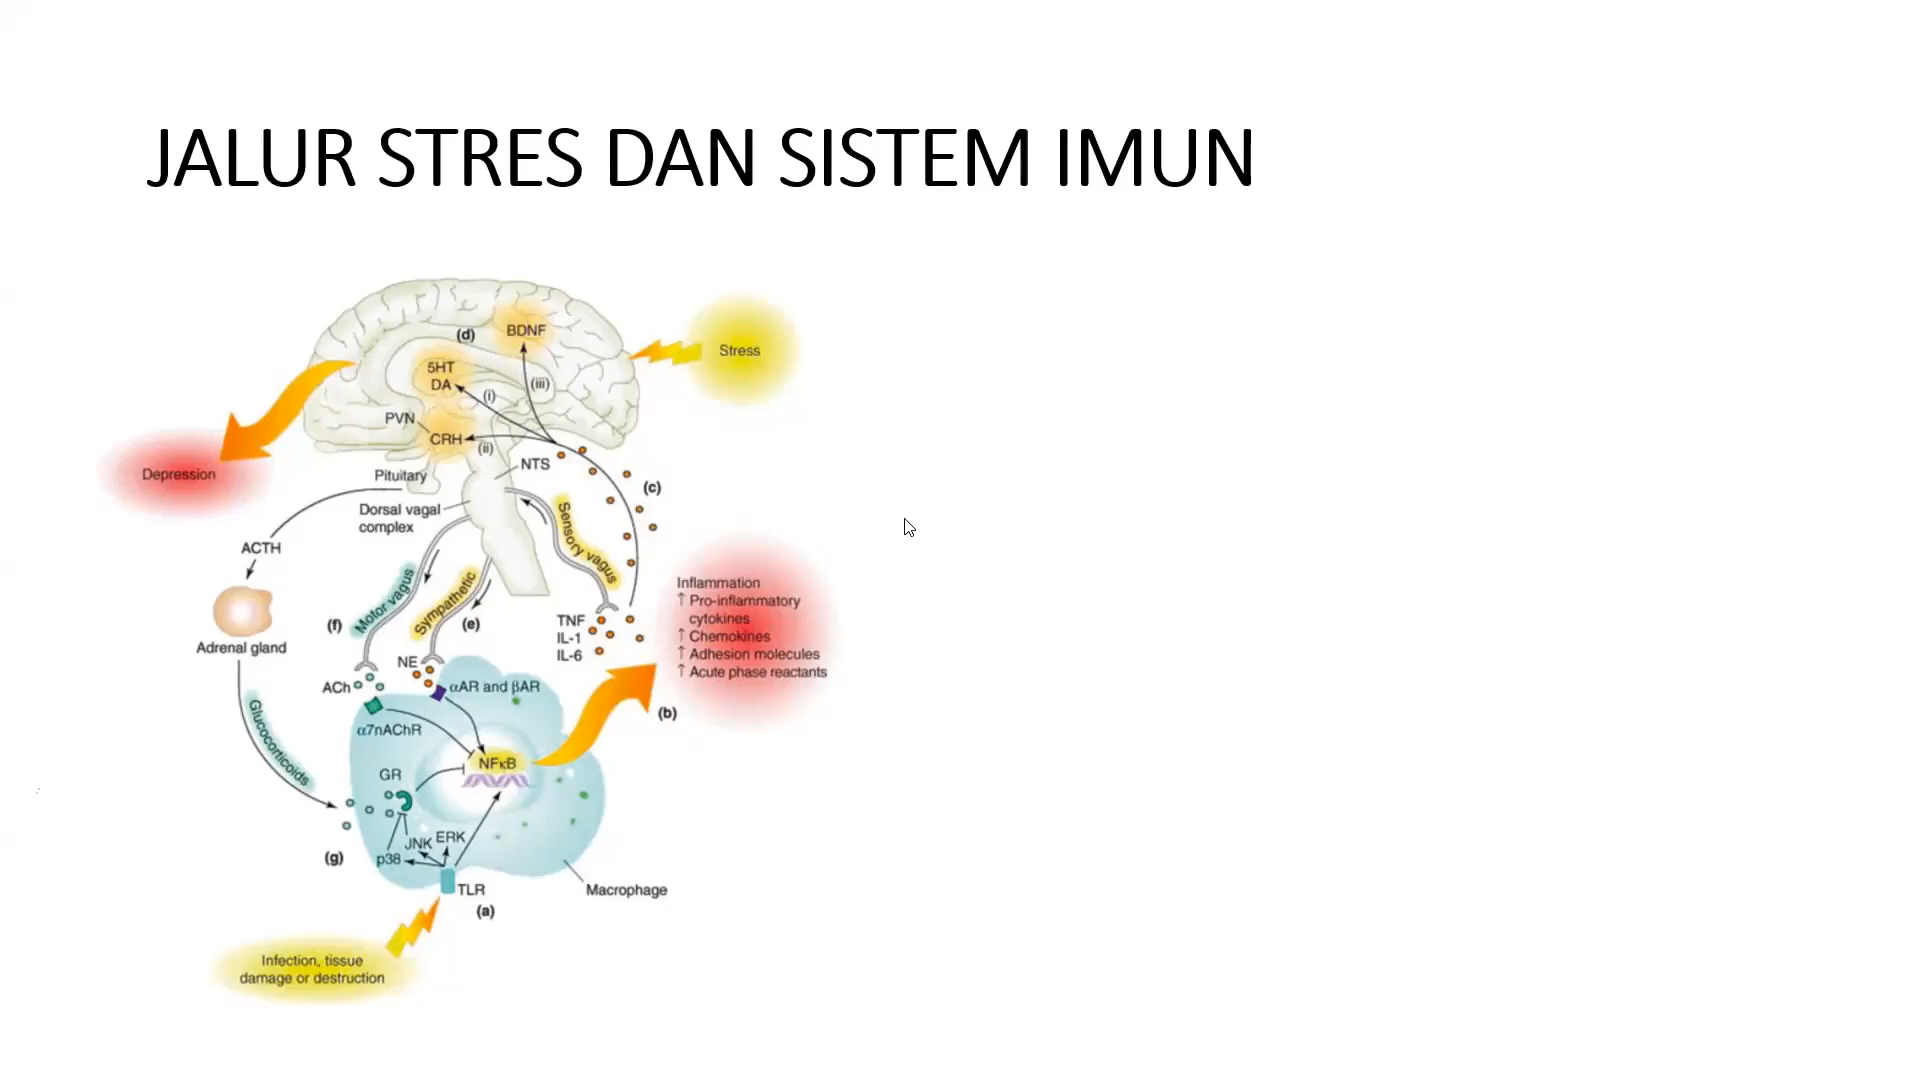 JALUR STRES DAN SISTEM IMUN
(d)
BDNF
Stress
5HT
DA
(i)
(iii)
PVN
CRH
(ii)
NTS
Depression
Pituitary
(c)
Dorsal vagal
complex
Sensory vagus
ACTH
Motor vagus
Sympathetic
(f)
(e)
Inflammation
↑ Pro-inflammatory
cytokines
↑ Chemokines
↑ Adhesion molecules
↑ Acute phase reactants
TNF
IL-1
IL-6
Adrenal gland
NE
ACh
αAR and βAR
(b)
α7nAChR
Glucocorticoids
NFκB
GR
JNK
ERK
p38
(g)
TLR
Macrophage
(a)
Infection, tissue
damage or destruction